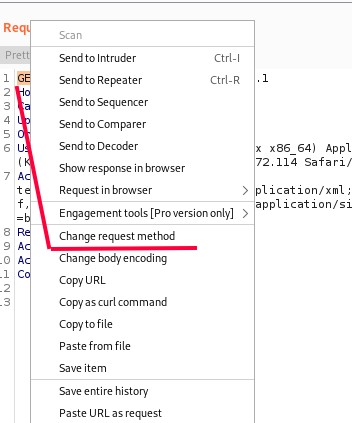 Requ
Scan
Prett
Send to Intruder Ctrl-I
1 GE Send to Repeater Ctrl-R .1
2 Ho
3 Ca Send to Sequencer
4 Up Send to Comparer
5 Or Send to Decoder
6 Us x x86_64) Appl
Show response in browser
(K 72.114 Safari/
7 Ac Request in browser plication/xml;
te
f, Engagement tools [Pro version only] application/si
=b
8 Re Change request method
9 Ac
10 Ac Change body encoding
11 Co Copy URL
12
13 Copy as curl command
Copy to file
Paste from file
Save item
Save entire history
Paste URL as request